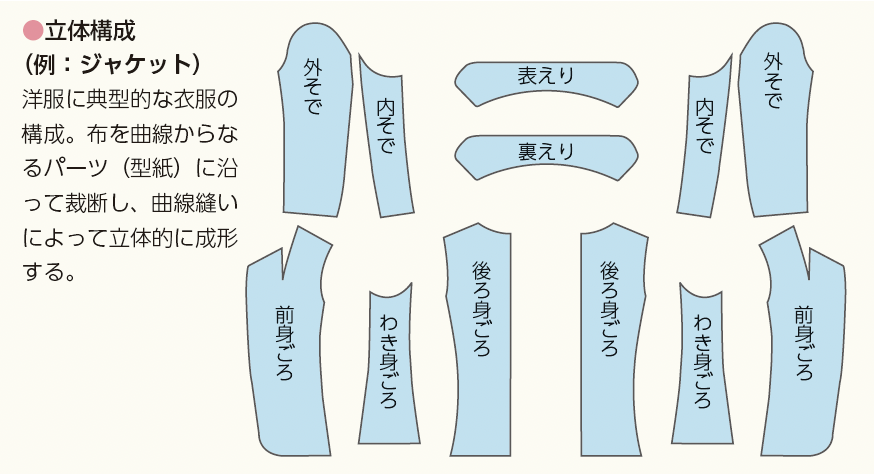 ●立体構成
（例：ジャケット）
洋服に典型的な衣服の
構成。布を曲線からな
るパーツ（型紙）に沿
って裁断し、曲線縫い
によって立体的に成形
する。
外そで
内そで
表えり
裏えり
内そで
外そで
前身ごろ
わき身ごろ
後ろ身ごろ
後ろ身ごろ
わき身ごろ
前身ごろ